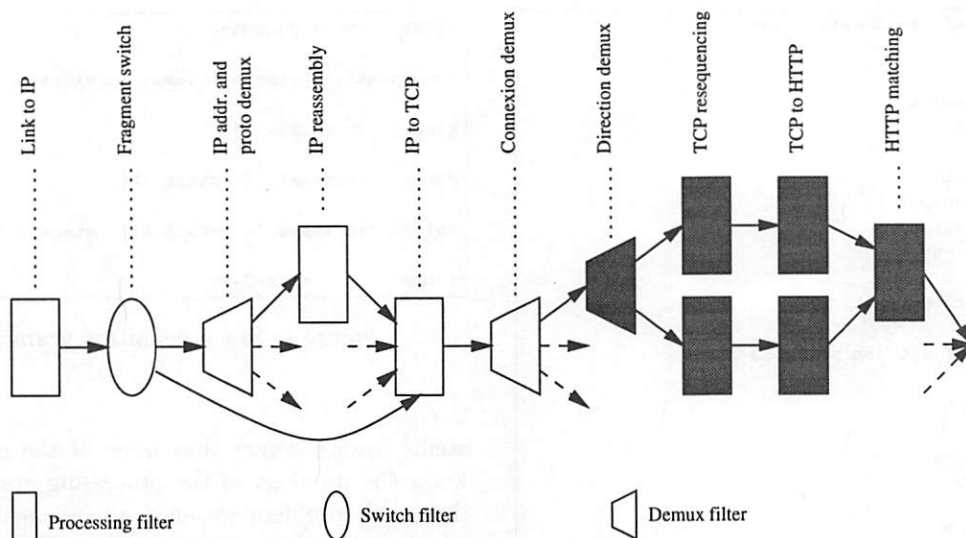 Link to IP
Fragment switch
IP addr. and
proto demux
IP reassembly
IP to TCP
Connexion demux
Direction demux
TCP resequencing
TCP to HTTP
HTTP matching
Processing filter
Switch filter
Demux filter